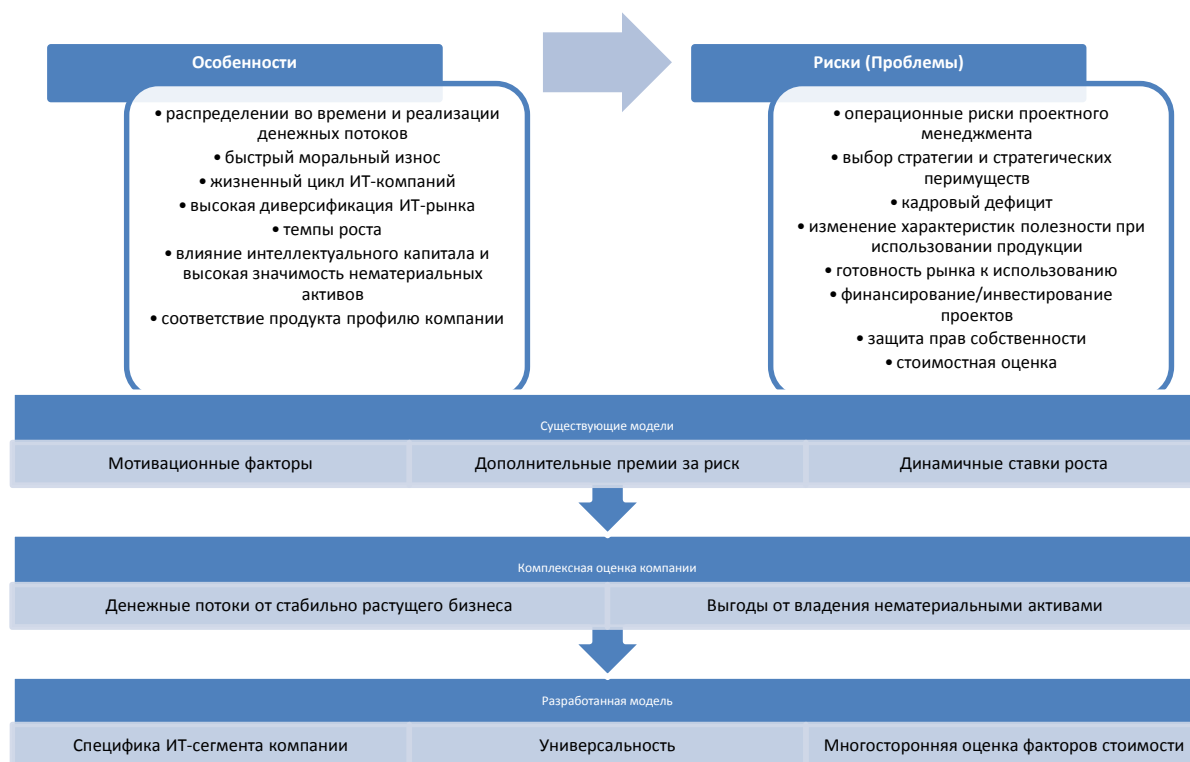 Особенности
• распределении во времени и реализации
денежных потоков
• быстрый моральный износ
• жизненный цикл ИТ-компаний
• высокая диверсификация ИТ-рынка
• темпы роста
• влияние интеллектуального капитала и
высокая значимость нематериальных
активов
• соответствие продукта профилю компании
Риски (Проблемы)
• операционные риски проектного
менеджмента
• выбор стратегии и стратегических
перимуществ
• кадровый дефицит
• изменение характеристик полезности при
использовании продукции
• готовность рынка к использованию
• финансирование/инвестирование
проектов
• защита прав собственности
• стоимостная оценка
Существующие модели
Мотивационные факторы
Дополнительные премии за риск
Динамичные ставки роста
Комплексная оценка компании
Денежные потоки от стабильно растущего бизнеса
Выгоды от владения нематериальными активами
Разработанная модель
Специфика ИТ-сегмента компании
Универсальность
Многосторонняя оценка факторов стоимости